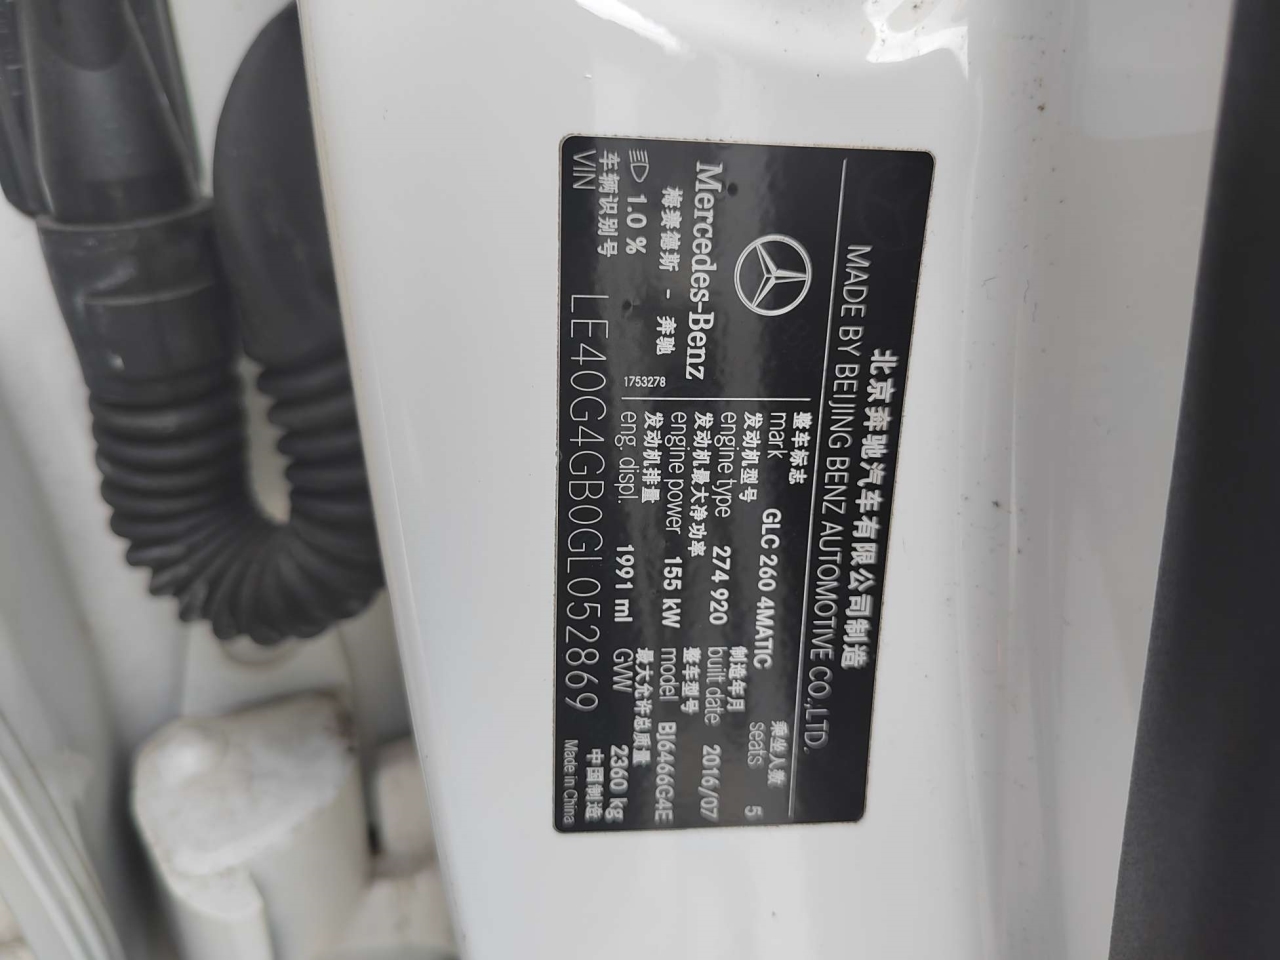 北京奔驰汽车有限公司制造
MADE BY BEIJING BENZ AUTOMOTIVE CO.,LTD.
Mercedes-Benz
梅赛德斯 - 奔驰
1.0 %
1753278
整车标志
mark GLC 260 4MATIC
乘坐人数
seats 5
发动机型号
engine type 274 920
制造年月
built date 2016/07
发动机最大净功率
engine power 155 kW
整车型号
model BJ6466G4E
发动机排量
eng. displ. 1991 ml
最大允许总质量
GVW 2360 kg
车辆识别号
VIN LE40G4GB0GL052869
中国制造
Made in China